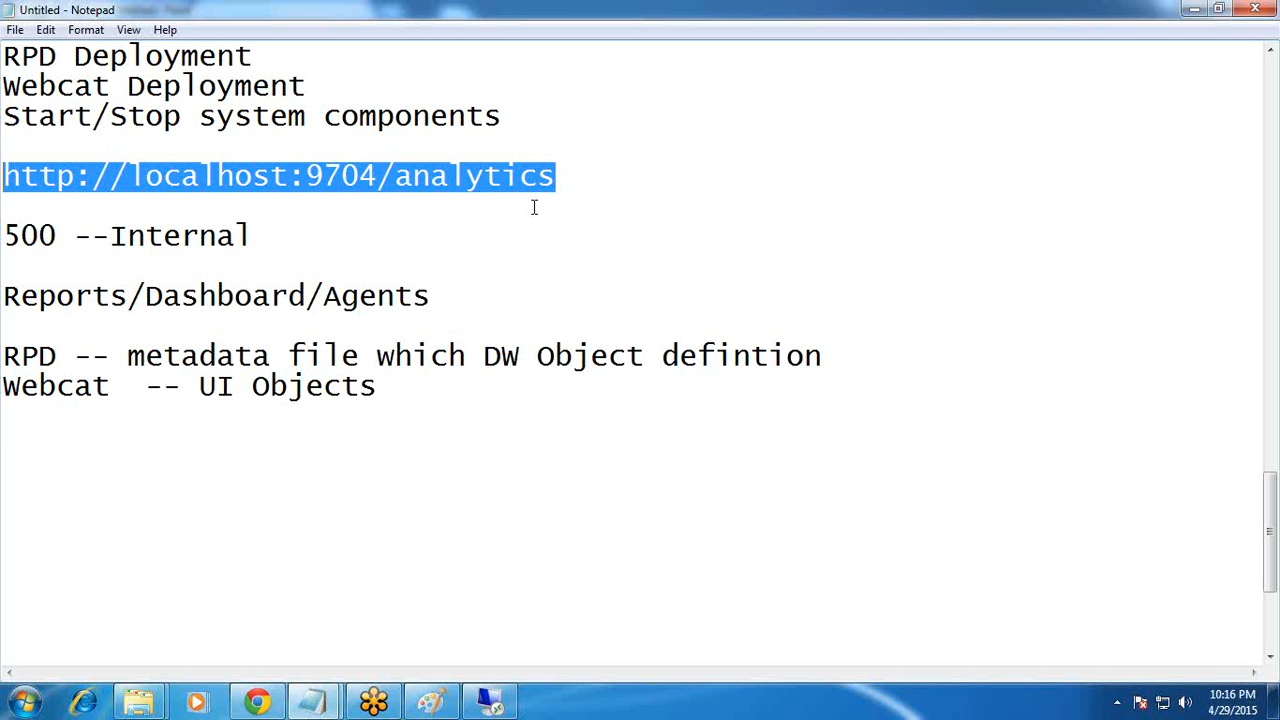 Untitled - Notepad
File Edit Format View Help
RPD Deployment
Webcat Deployment
Start/Stop system components
http://localhost:9704/analytics
500 --Internal
Reports/Dashboard/Agents
RPD -- metadata file which DW Object defintion
Webcat -- UI Objects
10:16 PM
4/29/2015